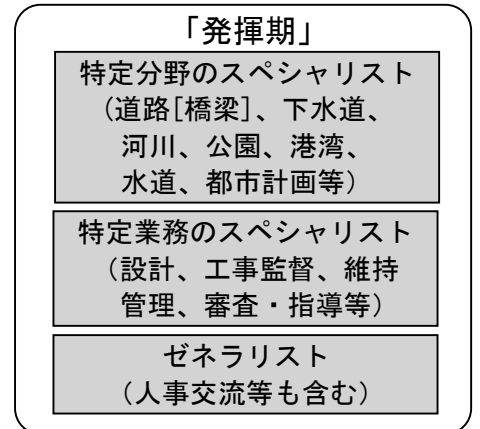 「発揮期」
特定分野のスペシャリスト
（道路[橋梁]、下水道、
河川、公園、港湾、
水道、都市計画等）
特定業務のスペシャリスト
（設計、工事監督、維持
管理、審査・指導等）
ゼネラリスト
（人事交流等も含む）